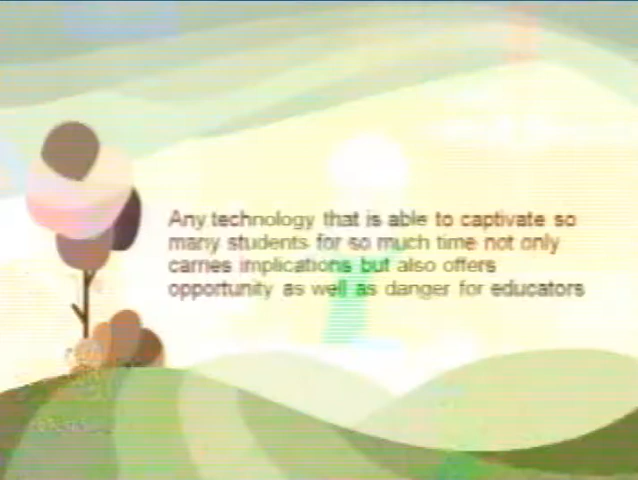 Any technology that is able to captivate so
many students for so much time not only
carries implications but also offers
opportunity as well as danger for educators